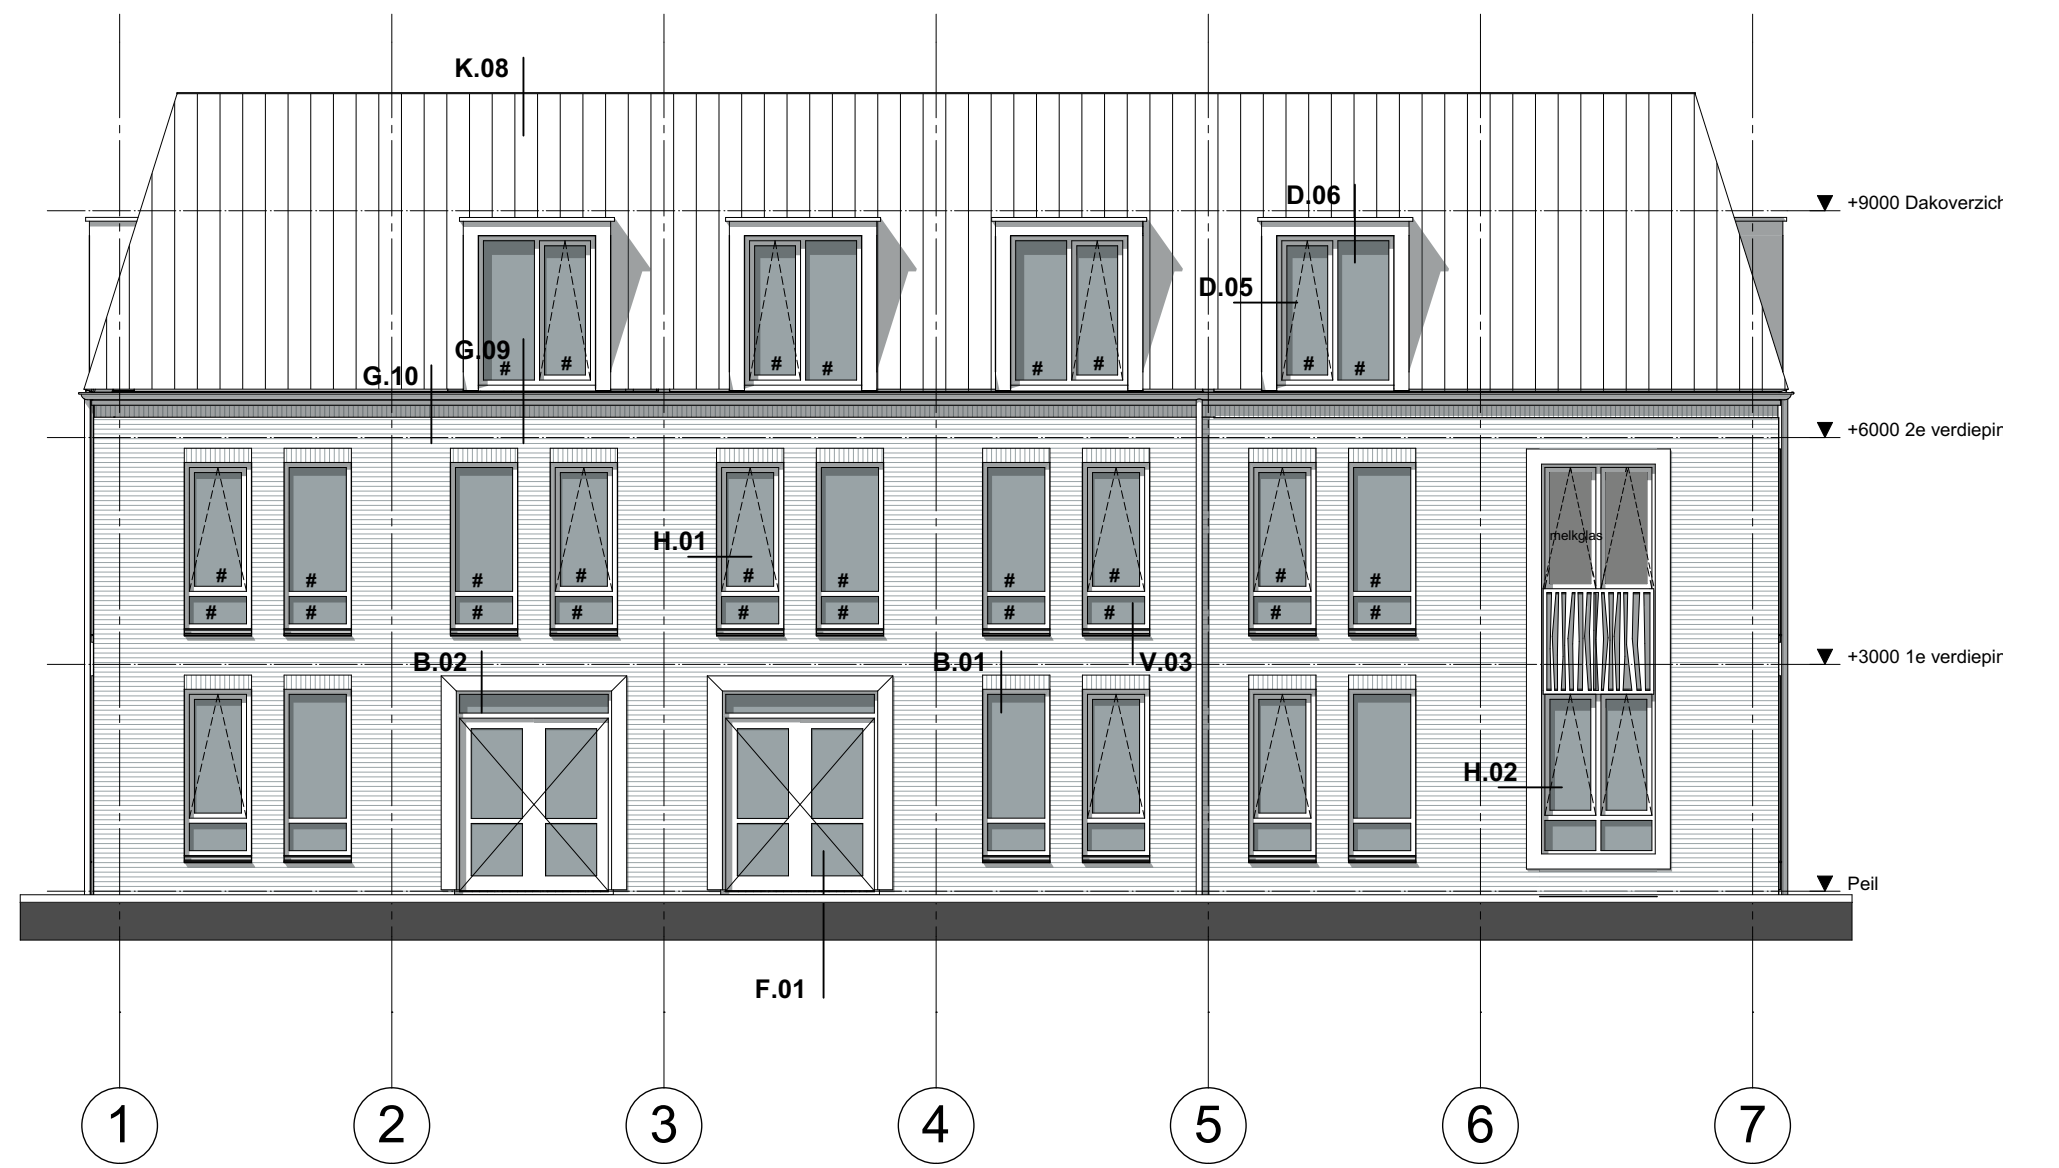 K.08
D.06
+9000 Dakoverzich
D.05
G.09
# # # # # # # #
G.10
+6000 2e verdiepin
melkglas
H.01
# # # # # # # # # #
# # # # # # # # # #
B.02 B.01 V.03 +3000 1e verdiepin
H.02
Peil
F.01
1 2 3 4 5 6 7